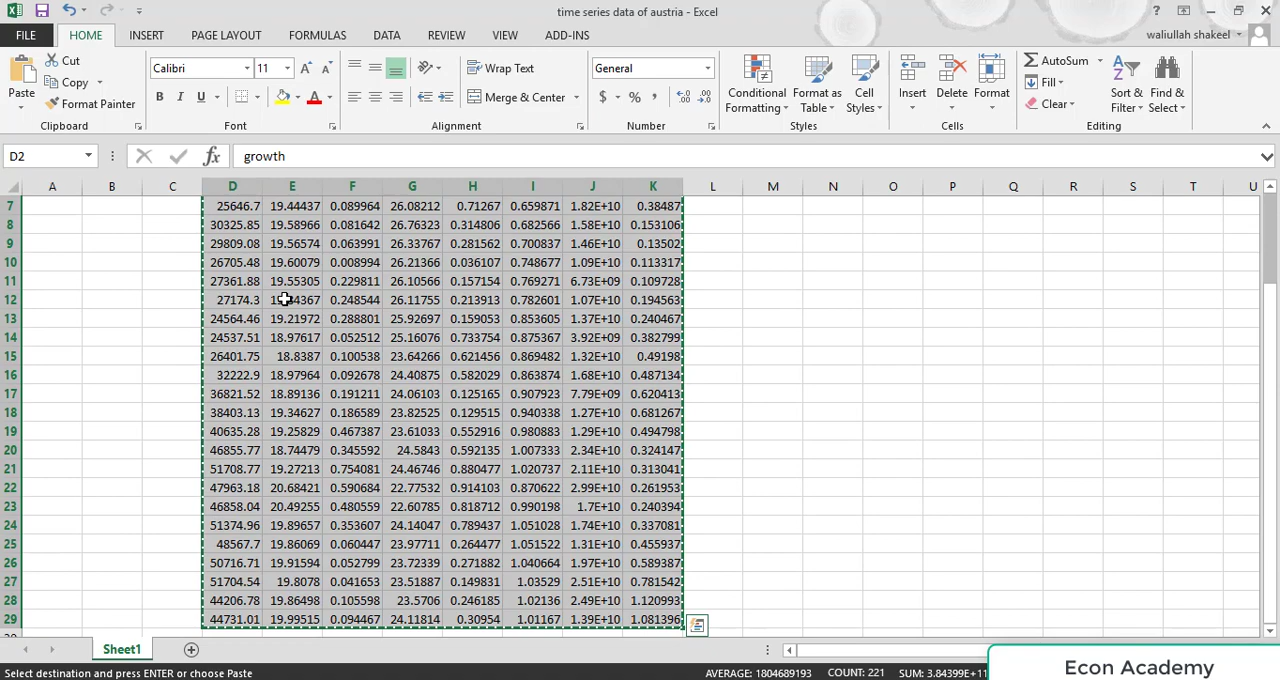 time series data of austria - Excel
?
FILE HOME INSERT PAGE LAYOUT FORMULAS DATA REVIEW VIEW ADD-INS waliullah shakeel
Paste Cut Copy Format Painter
Calibri 11 Wrap Text General Conditional Formatting Format as Table Cell Styles Insert Delete Format AutoSum Fill Clear Sort & Filter Find & Select
B I U A Merge & Center $ % ,
Clipboard Font Alignment Number Styles Cells Editing
D2 fx growth
A B C D E F G H I J K L M N O P Q R S T U
7 25646.7 19.44437 0.089964 26.08212 0.71267 0.659871 1.82E+10 0.38487
8 30325.85 19.58966 0.081642 26.76323 0.314806 0.682566 1.58E+10 0.153106
9 29809.08 19.56574 0.063991 26.33767 0.281562 0.700837 1.46E+10 0.13502
10 26705.48 19.60079 0.008994 26.21366 0.036107 0.748677 1.09E+10 0.113317
11 27361.88 19.55305 0.229811 26.10566 0.157154 0.769271 6.73E+09 0.109728
12 27174.3 0.248544 26.11755 0.213913 0.782601 1.07E+10 0.194563
13 24564.46 19.21972 0.288801 25.92697 0.159053 0.853605 1.37E+10 0.240467
14 24537.51 18.97617 0.052512 25.16076 0.733754 0.875367 3.92E+09 0.382799
15 26401.75 18.8387 0.100538 23.64266 0.621456 0.869482 1.32E+10 0.49198
16 32222.9 18.97964 0.092678 24.40875 0.582029 0.863874 1.68E+10 0.487134
17 36821.52 18.89136 0.191211 24.06103 0.125165 0.907923 7.79E+09 0.620413
18 38403.13 19.34627 0.186589 23.82525 0.129515 0.940338 1.27E+10 0.681267
19 40635.28 19.25829 0.467387 23.61033 0.552916 0.980883 1.29E+10 0.494798
20 46855.77 18.74479 0.345592 24.5843 0.592135 1.007333 2.34E+10 0.324147
21 51708.77 19.27213 0.754081 24.46746 0.880477 1.020737 2.11E+10 0.313041
22 47963.18 20.68421 0.590684 22.77532 0.914103 0.870622 2.99E+10 0.261953
23 46858.04 20.49255 0.480559 22.60785 0.818712 0.990198 1.7E+10 0.240394
24 51374.96 19.89657 0.353607 24.14047 0.789437 1.051028 1.74E+10 0.337081
25 48567.7 19.86069 0.060447 23.97711 0.264477 1.051522 1.31E+10 0.455937
26 50716.71 19.91594 0.052799 23.72339 0.271882 1.040664 1.97E+10 0.589387
27 51704.54 19.8078 0.041653 23.51887 0.149831 1.03529 2.51E+10 0.781542
28 44206.78 19.86498 0.105598 23.5706 0.246185 1.02136 2.49E+10 1.120993
29 44731.01 19.99515 0.094467 24.11814 0.30954 1.01167 1.39E+10 1.081396
Sheet1
Select destination and press ENTER or choose Paste AVERAGE: 1804689193 COUNT: 221 SUM: 3.84399E+11
Econ Academy